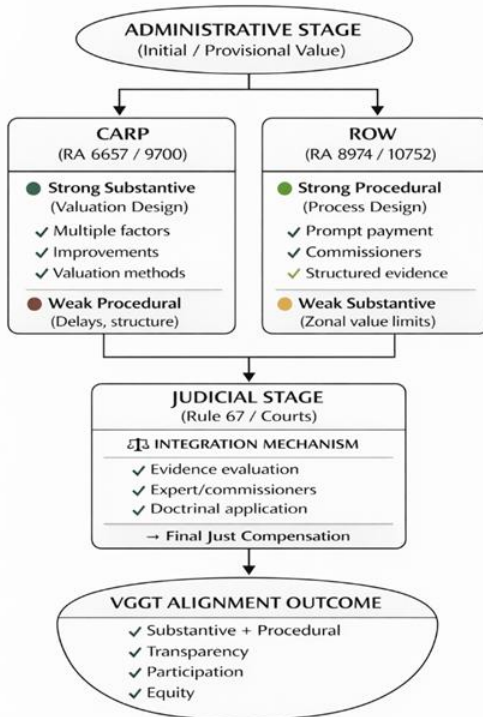 ADMINISTRATIVE STAGE
(Initial / Provisional Value)
CARP
(RA 6657 / 9700)
Strong Substantive
(Valuation Design)
✓ Multiple factors
✓ Improvements
✓ Valuation methods
Weak Procedural
(Delays, structure)
ROW
(RA 8974 / 10752)
Strong Procedural
(Process Design)
✓ Prompt payment
✓ Commissioners
✓ Structured evidence
Weak Substantive
(Zonal value limits)
JUDICIAL STAGE
(Rule 67 / Courts)
INTEGRATION MECHANISM
✓ Evidence evaluation
✓ Expert/commissioners
✓ Doctrinal application
→ Final Just Compensation
VGGT ALIGNMENT OUTCOME
✓ Substantive + Procedural
✓ Transparency
✓ Participation
✓ Equity